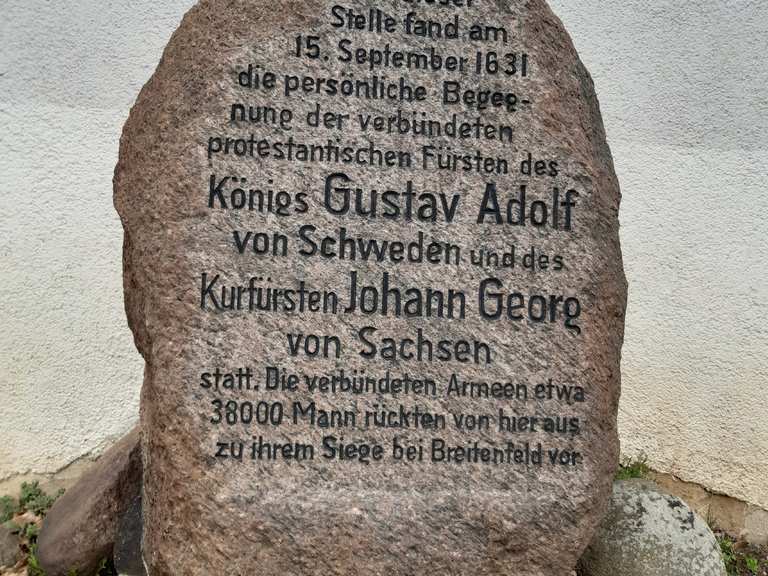 Stelle fand am
15. September 1631
die persönliche Begeg-
nung der verbündeten
protestantischen Fürsten des
Königs Gustav Adolf
von Schweden und des
Kurfürsten Johann Georg
von Sachsen
statt. Die verbündeten Armeen etwa
38000 Mann rückten von hier aus
zu ihrem Siege bei Breitenfeld vor